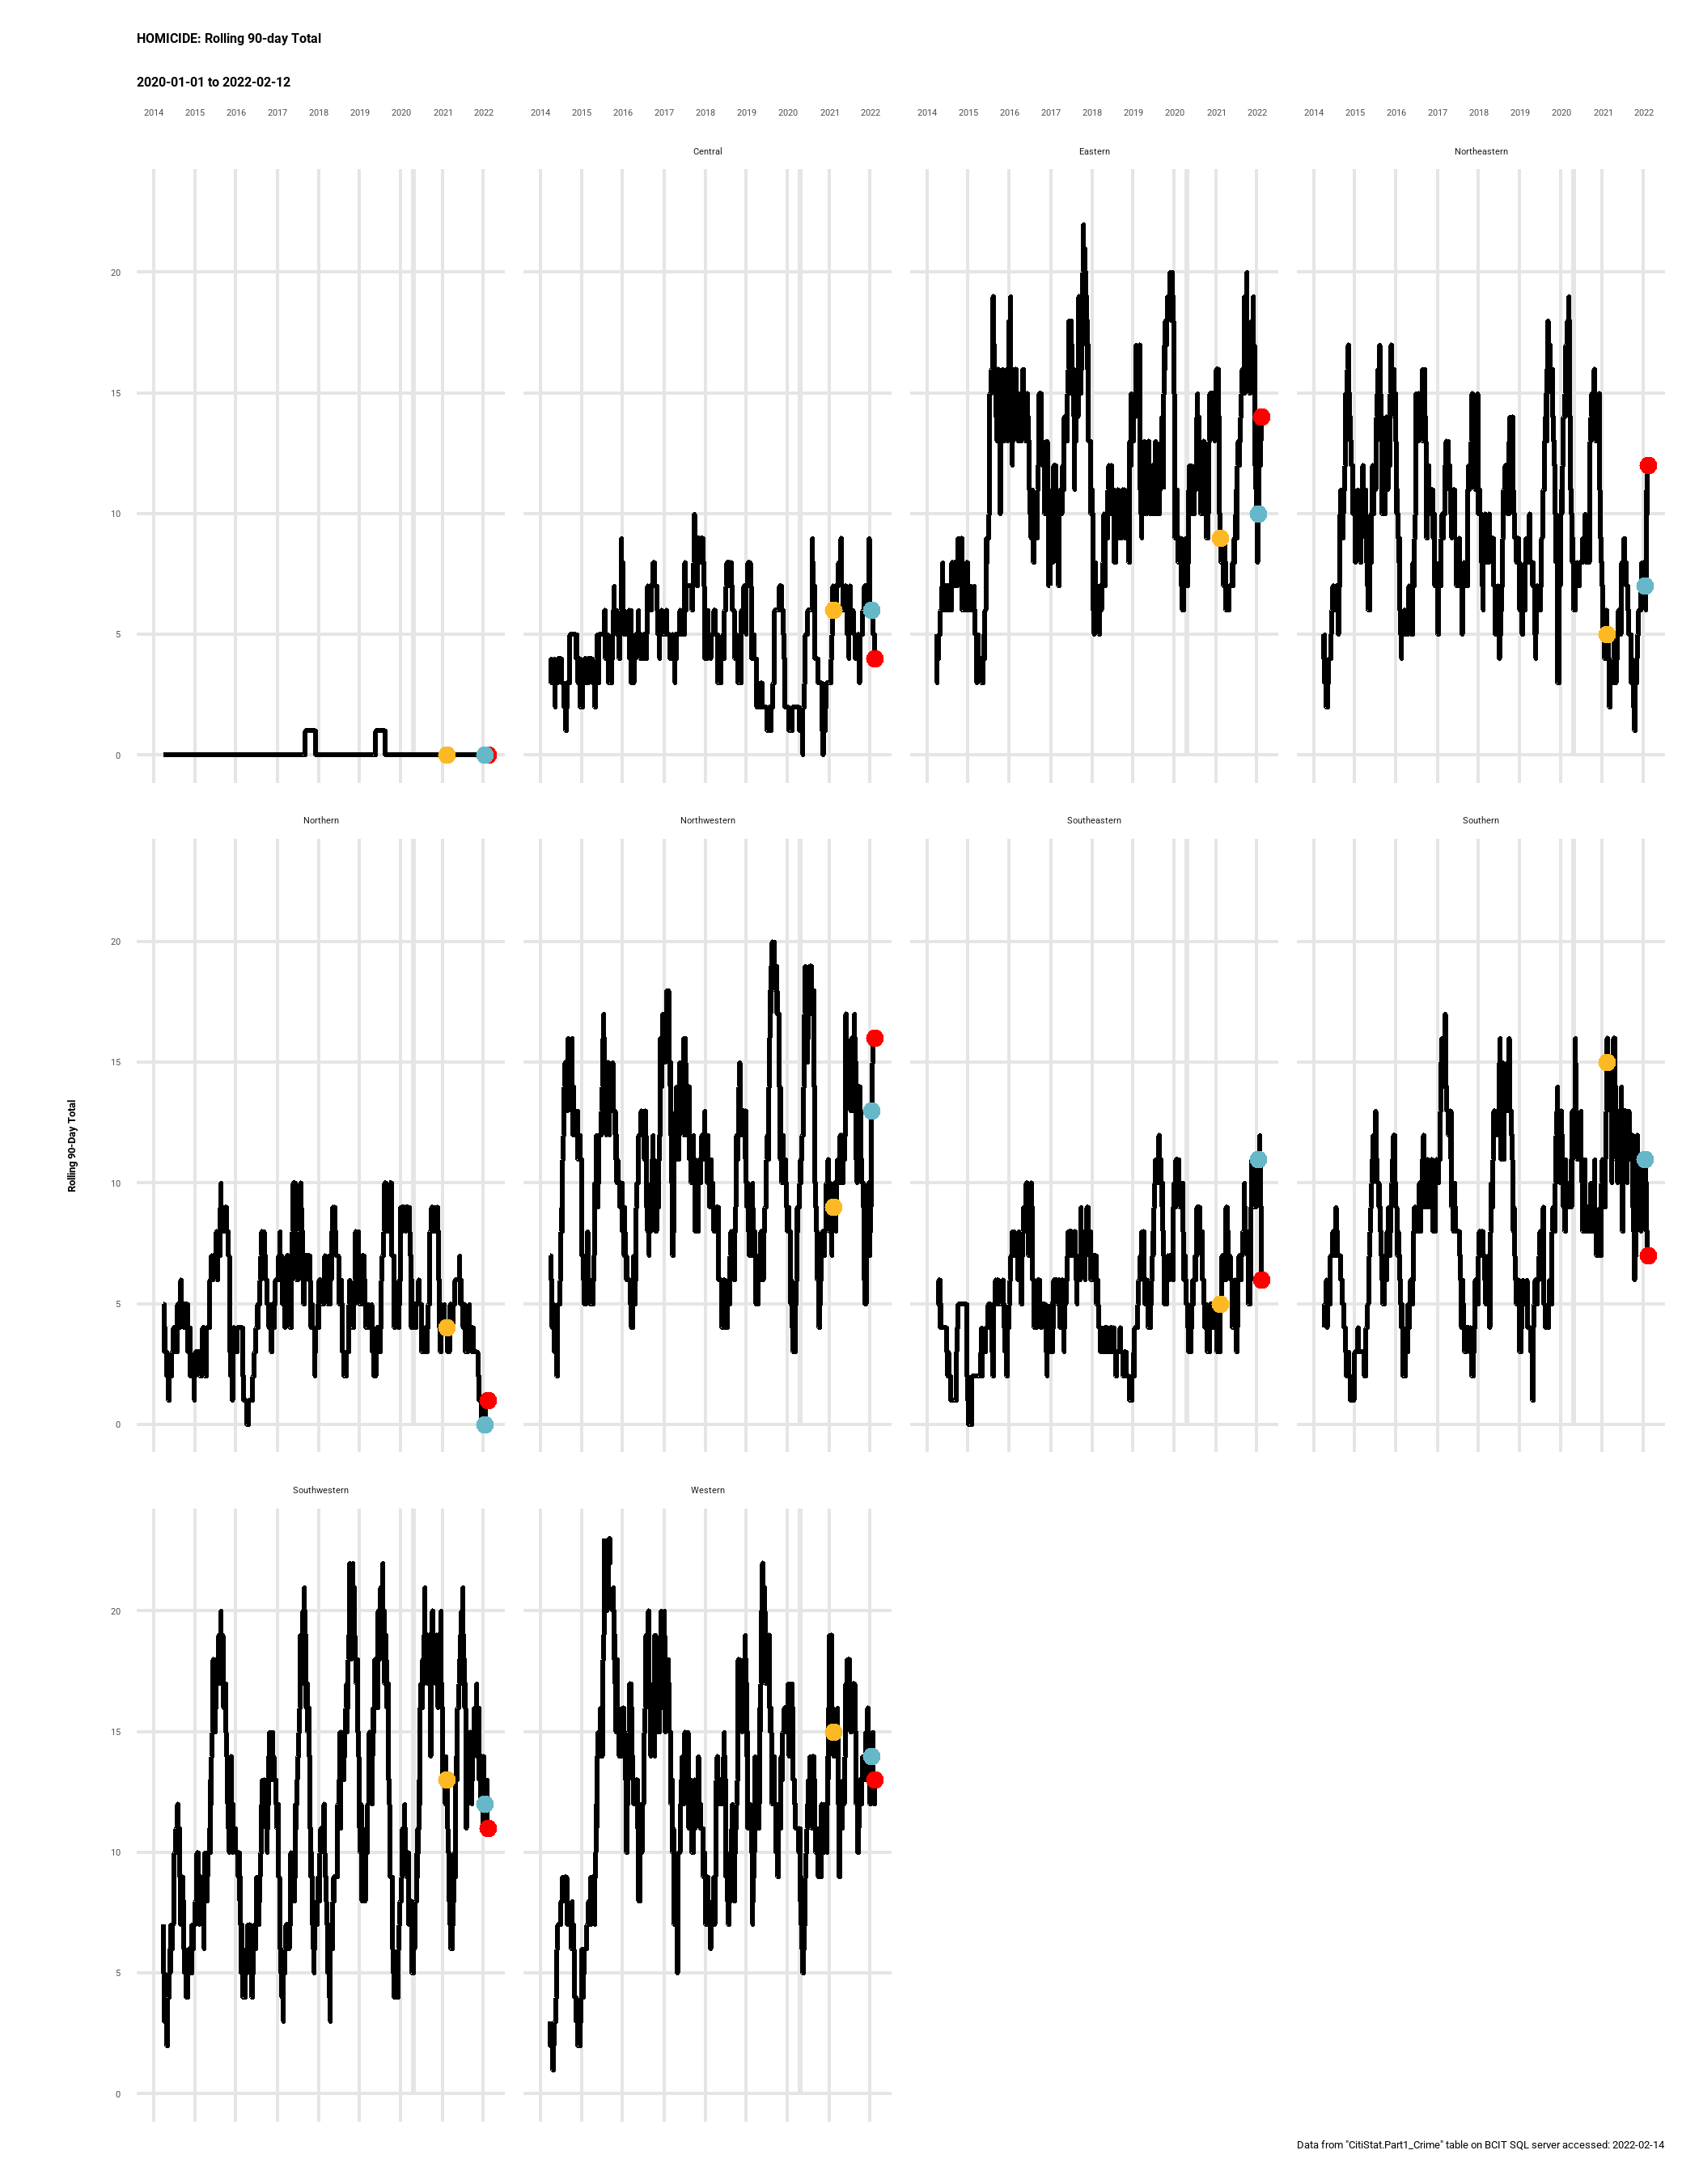 HOMICIDE: Rolling 90-day Total
2020-01-01 to 2022-02-12
2014 2015 2016 2017 2018 2019 2020 2021 2022 2014 2015 2016 2017 2018 2019 2020 2021 2022 2014 2015 2016 2017 2018 2019 2020 2021 2022 2014 2015 2016 2017 2018 2019 2020 2021 2022
Central Eastern Northeastern
20
15
10
5
0
Northern Northwestern Southeastern Southern
20
15
10
5
0
Rolling 90-Day Total
Southwestern Western
20
15
10
5
0
Data from "CitiStat.Part1_Crime" table on BCIT SQL server accessed: 2022-02-14